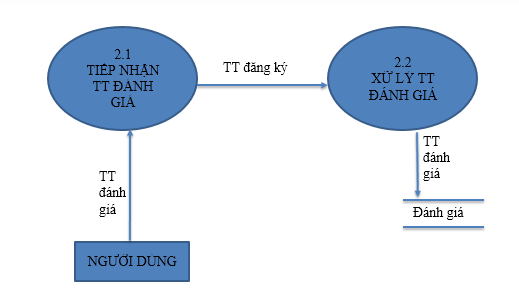 2.1
TIẾP NHẬN
TT ĐÁNH
GIÁ
TT đăng ký
2.2
XỬ LÝ TT
ĐÁNH GIÁ
TT
đánh
giá
TT
đánh
giá
Đánh giá
NGƯỜI DUNG